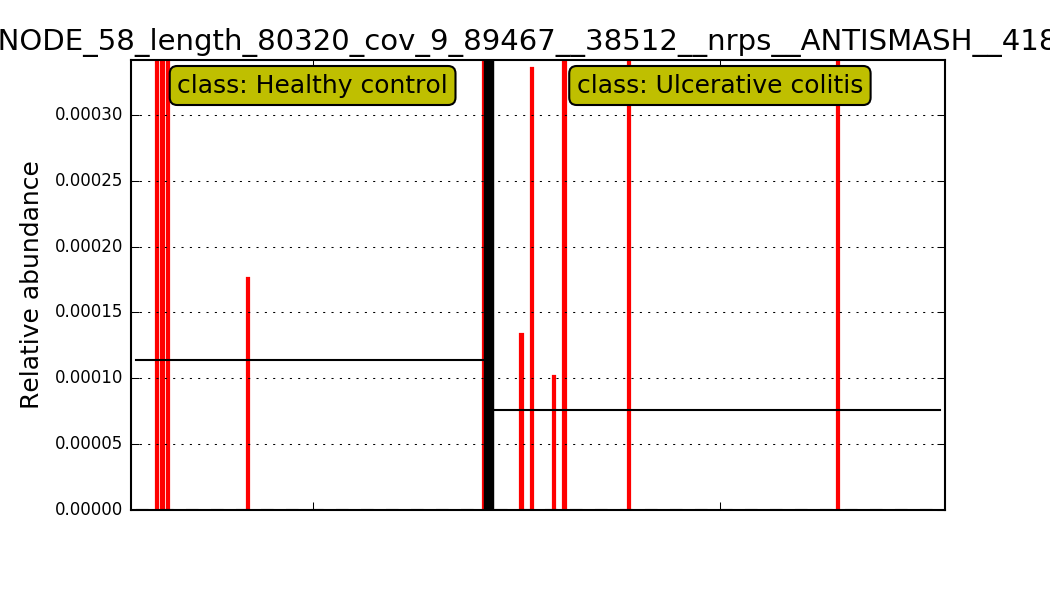 NODE_58_length_80320_cov_9_89467__38512__nrps__ANTISMASH__418
class: Healthy control
class: Ulcerative colitis
0.00030
0.00025
0.00020
0.00015
0.00010
0.00005
0.00000
Relative abundance